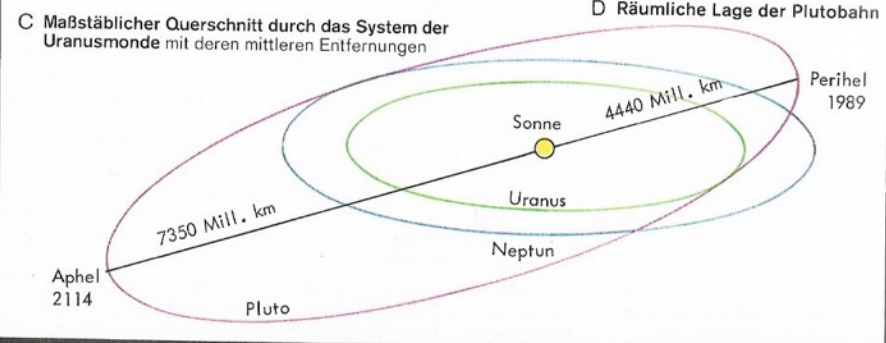 C Maßstäblicher Querschnitt durch das System der
Uranusmonde mit deren mittleren Entfernungen
D Räumliche Lage der Plutobahn
Perihel
1989
4440 Mill. km
Sonne
Uranus
7350 Mill. km
Neptun
Aphel
2114
Pluto